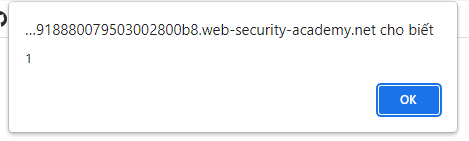 ...918880079503002800b8.web-security-academy.net cho biết
1
OK